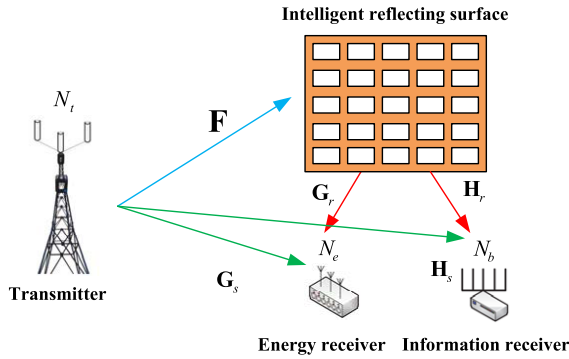 Intelligent reflecting surface
N_t
F
G_r
H_r
N_e
N_b
G_s
H_s
Transmitter
Energy receiver
Information receiver